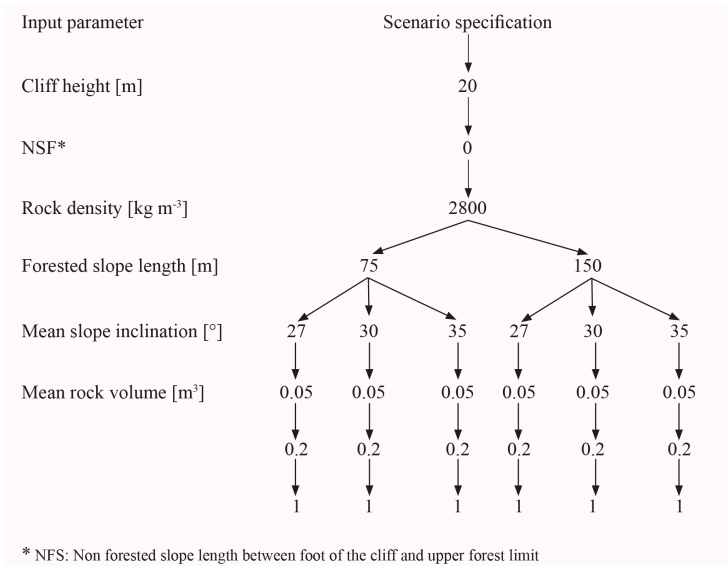 Input parameter Scenario specification
Cliff height [m] 20
NSF* 0
Rock density [kg m-3] 2800
Forested slope length [m] 75 150
Mean slope inclination [°] 27 30 35 27 30 35
Mean rock volume [m3] 0.05 0.05 0.05 0.05 0.05 0.05
0.2 0.2 0.2 0.2 0.2 0.2
1 1 1 1 1 1
* NFS: Non forested slope length between foot of the cliff and upper forest limit